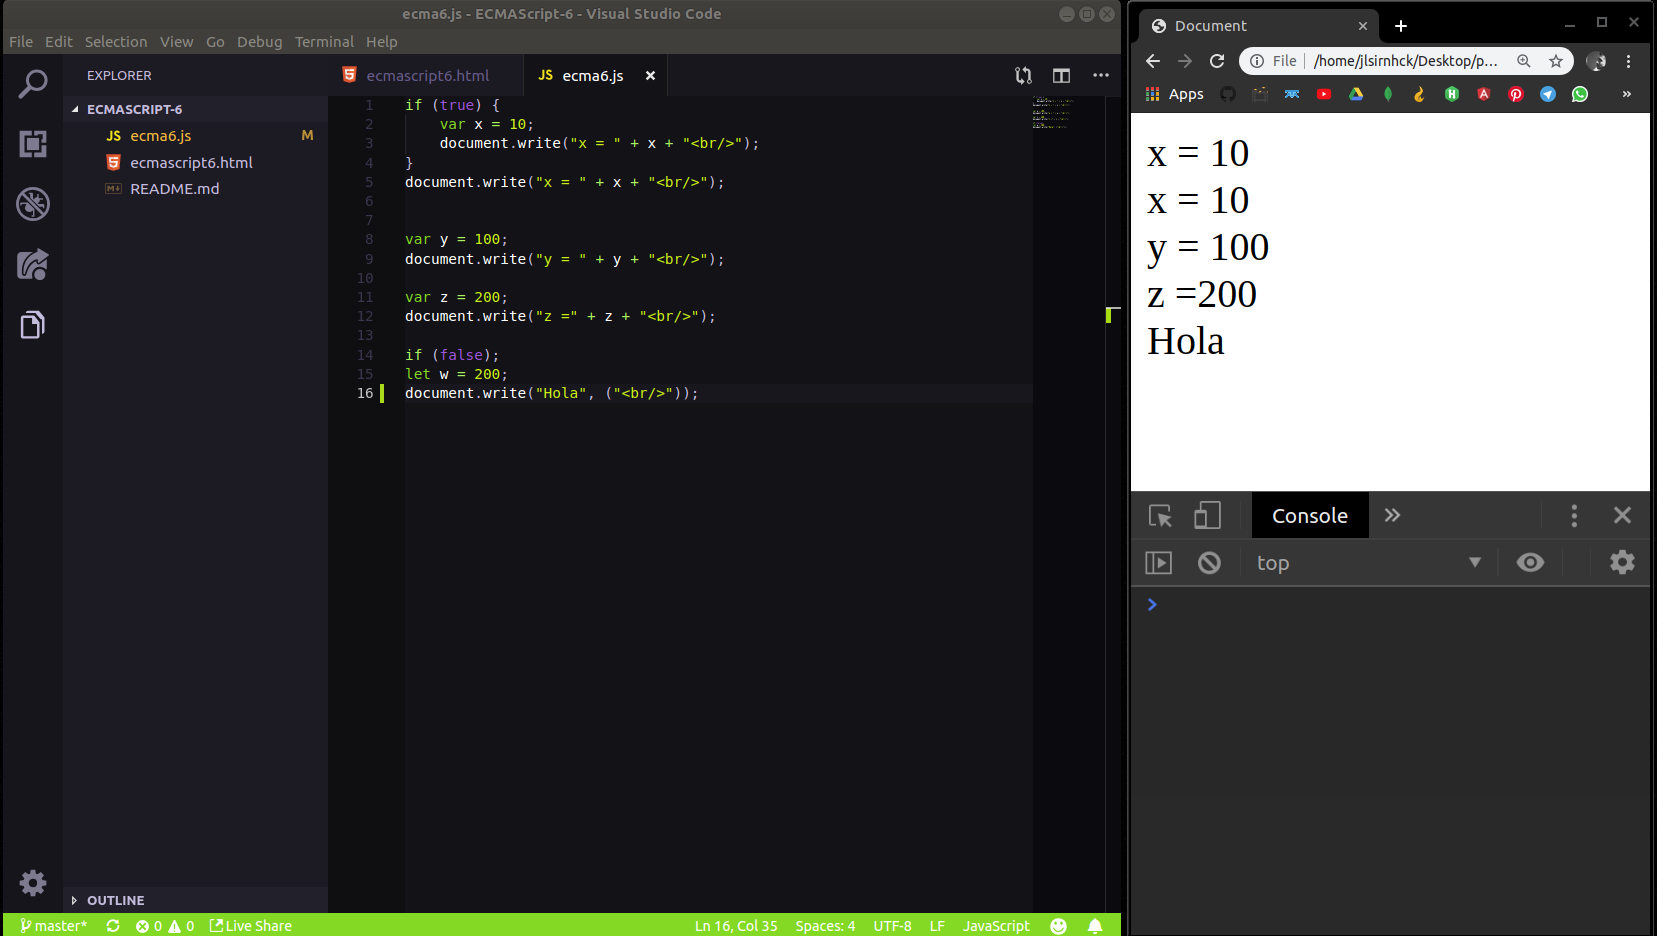 ecma6.js - ECMAScript-6 - Visual Studio Code
File Edit Selection View Go Debug Terminal Help
EXPLORER
ECMASCRIPT-6
JS ecma6.js M
ecmascript6.html
README.md
OUTLINE
ecmascript6.html
JS ecma6.js
1 if (true) {
2 var x = 10;
3 document.write("x = " + x + "<br/>");
4 }
5 document.write("x = " + x + "<br/>");
6
7
8 var y = 100;
9 document.write("y = " + y + "<br/>");
10
11 var z = 200;
12 document.write("z =" + z + "<br/>");
13
14 if (false);
15 let w = 200;
16 document.write("Hola", ("<br/>"));
master* 0 0 Live Share Ln 16, Col 35 Spaces: 4 UTF-8 LF JavaScript
Document
File /home/jlsirnhck/Desktop/p...
Apps
x = 10
x = 10
y = 100
z =200
Hola
Console
top